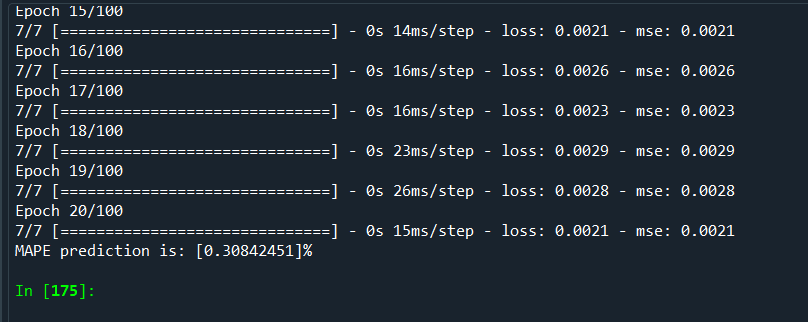 Epoch 15/100
7/7 [==============================] - 0s 14ms/step - loss: 0.0021 - mse: 0.0021
Epoch 16/100
7/7 [==============================] - 0s 16ms/step - loss: 0.0026 - mse: 0.0026
Epoch 17/100
7/7 [==============================] - 0s 16ms/step - loss: 0.0023 - mse: 0.0023
Epoch 18/100
7/7 [==============================] - 0s 23ms/step - loss: 0.0029 - mse: 0.0029
Epoch 19/100
7/7 [==============================] - 0s 26ms/step - loss: 0.0028 - mse: 0.0028
Epoch 20/100
7/7 [==============================] - 0s 15ms/step - loss: 0.0021 - mse: 0.0021
MAPE prediction is: [0.30842451]%
In [175]: